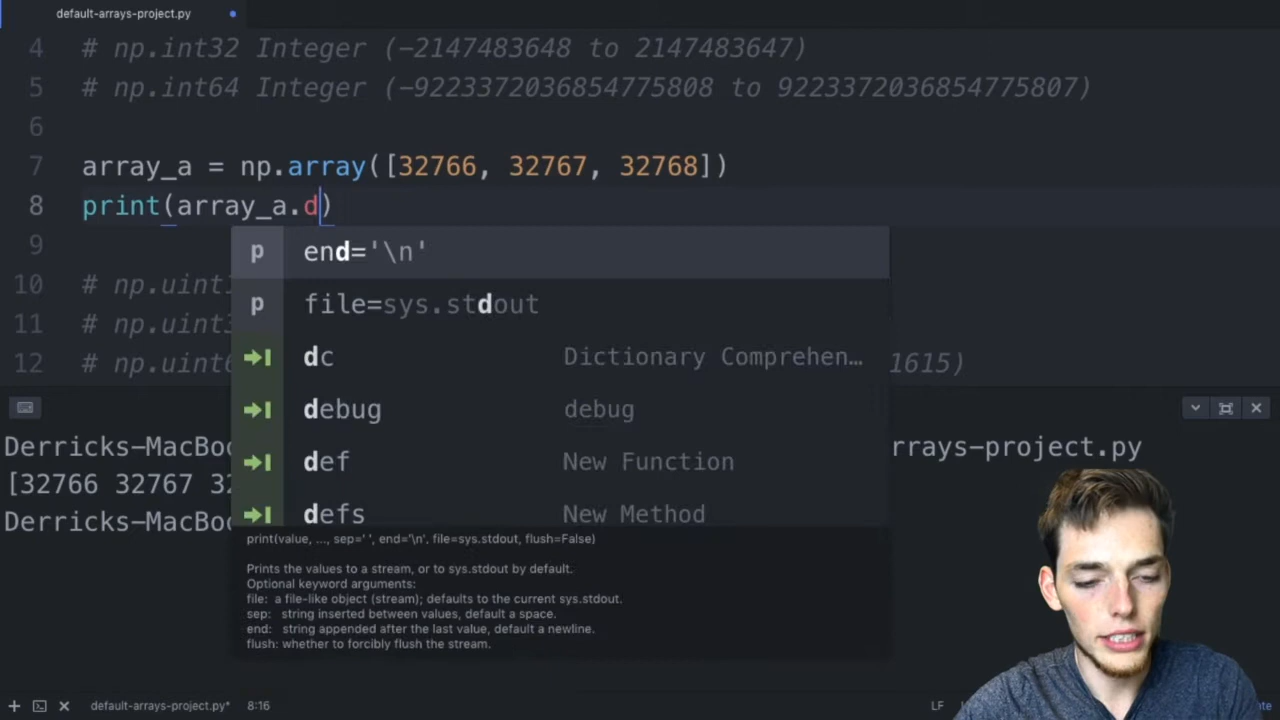 default-arrays-project.py
4 # np.int32 Integer (-2147483648 to 2147483647)
5 # np.int64 Integer (-9223372036854775808 to 9223372036854775807)
6
7 array_a = np.array([32766, 32767, 32768])
8 print(array_a.d)
9
p end='\n'
10 # np.uint
p file=sys.stdout
11 # np.uint3
dc Dictionary Comprehen…
12 # np.uint6 1615)
debug debug
Derricks-MacBo rrays-project.py
def New Function
[32766 32767 32
defs New Method
Derricks-MacBo
print(value, ..., sep=' ', end='\n', file=sys.stdout, flush=False)
Prints the values to a stream, or to sys.stdout by default.
Optional keyword arguments:
file: a file-like object (stream); defaults to the current sys.stdout.
sep: string inserted between values, default a space.
end: string appended after the last value, default a newline.
flush: whether to forcibly flush the stream.
default-arrays-project.py* 8:16 LF